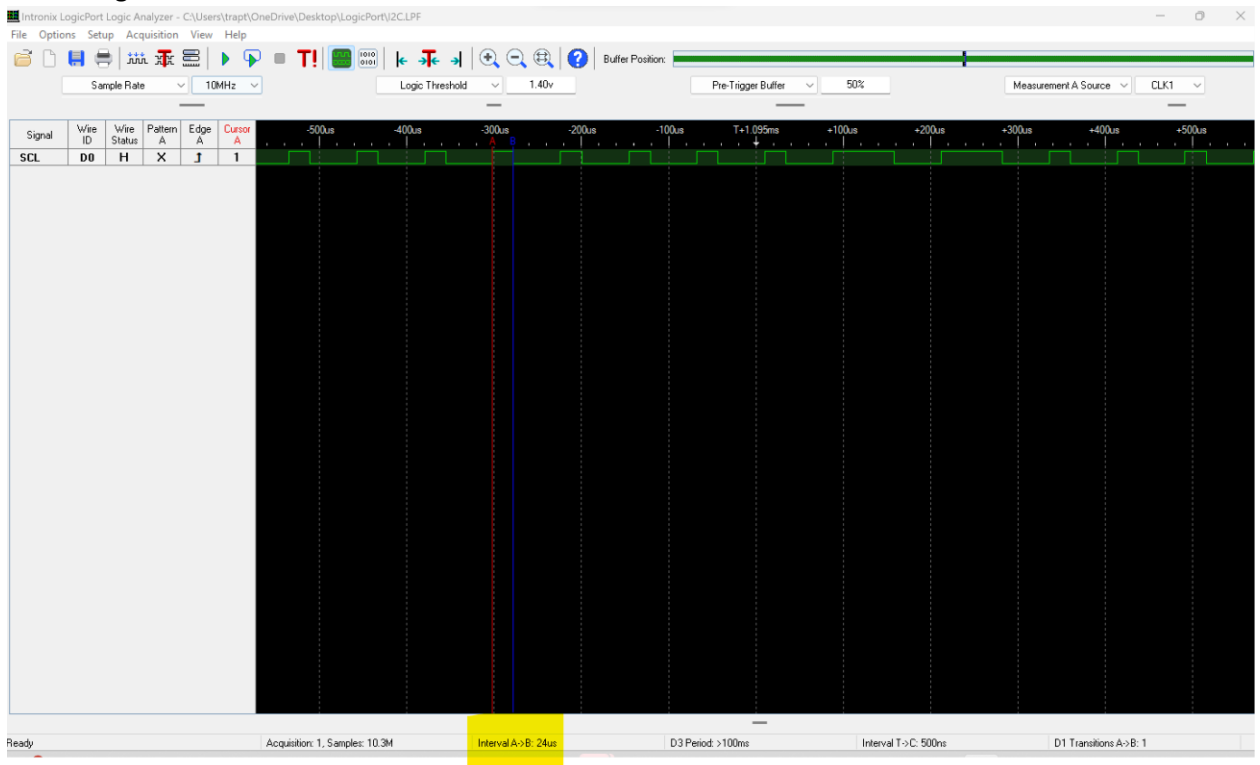 Intronix LogicPort Logic Analyzer - C:\Users\trapt\OneDrive\Desktop\LogicPort\I2C.LPF
File Options Setup Acquisition View Help
T! Buffer Position:
Sample Rate 10MHz Logic Threshold 1.40v Pre-Trigger Buffer 50% Measurement A Source CLK1
Signal Wire ID Wire Status Pattern A Edge A Cursor A -500us -400us -300us -200us -100us T+1.095ms +100us +200us +300us +400us +500us
A B
SCL D0 H X 1
Ready Acquisition: 1, Samples: 10.3M Interval A->B: 24us D3 Period: >100ms Interval T->C: 500ns D1 Transitions A->B: 1